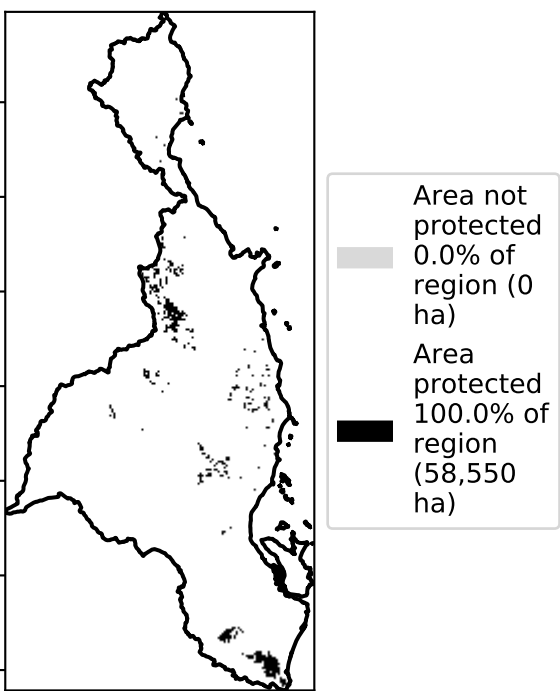 Area not
protected
0.0% of
region (0
ha)
Area
protected
100.0% of
region
(58,550
ha)